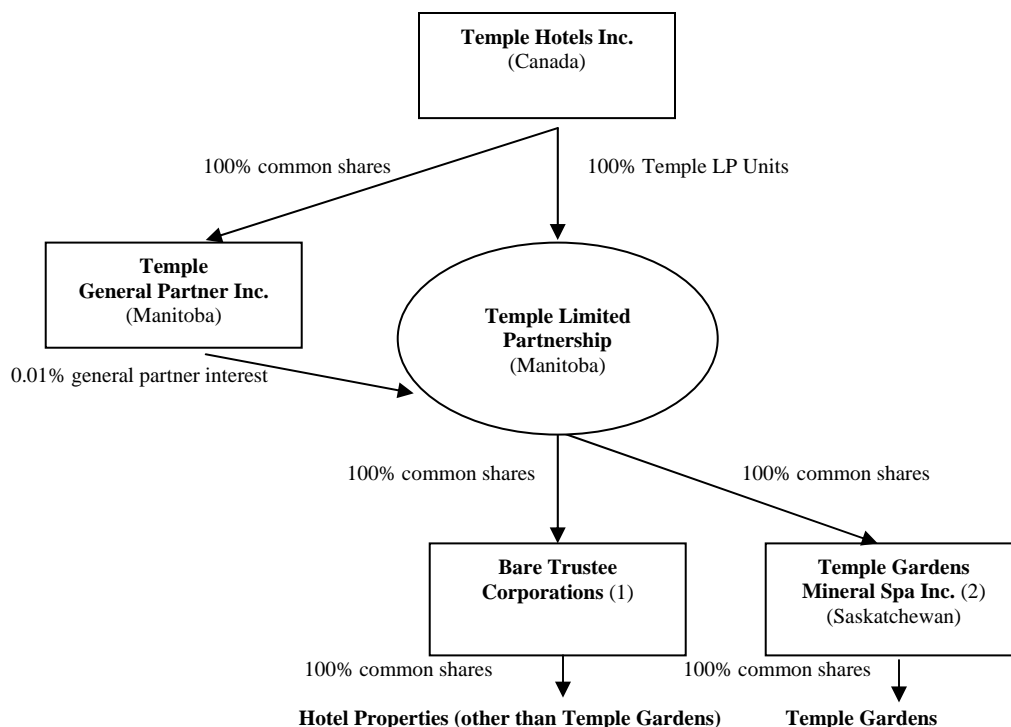 Temple Hotels Inc.
(Canada)
100% common shares
100% Temple LP Units
Temple
General Partner Inc.
(Manitoba)
Temple Limited
Partnership
(Manitoba)
0.01% general partner interest
100% common shares
100% common shares
Bare Trustee
Corporations (1)
Temple Gardens
Mineral Spa Inc. (2)
(Saskatchewan)
100% common shares
100% common shares
Hotel Properties (other than Temple Gardens)
Temple Gardens